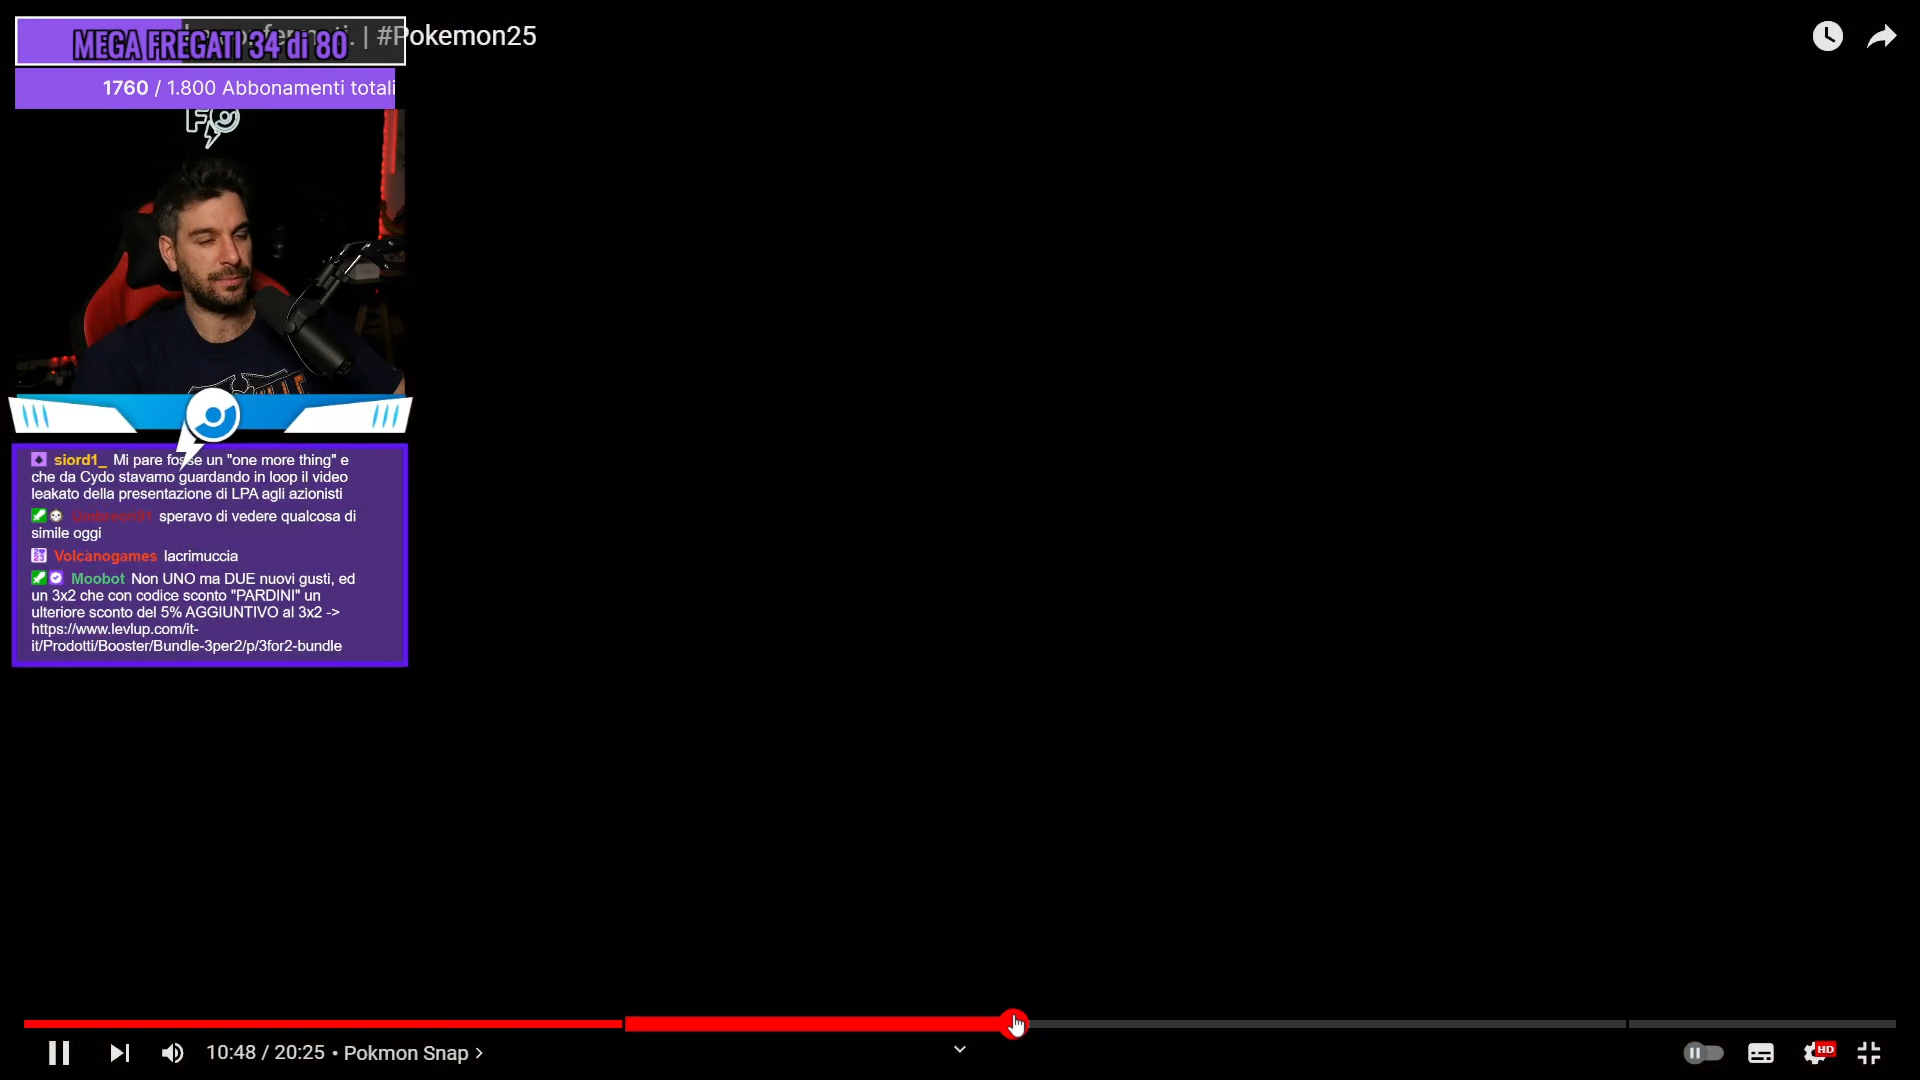 MEGA FREGATI 34 di 80
| #Pokemon25
1760 / 1.800 Abbonamenti totali
siord1_ Mi pare fosse un "one more thing" e
che da Cydo stavamo guardando in loop il video
leakato della presentazione di LPA agli azionisti
speravo di vedere qualcosa di
simile oggi
Volcànogames lacrimuccia
Moobot Non UNO ma DUE nuovi gusti, ed
un 3x2 che con codice sconto "PARDINI" un
ulteriore sconto del 5% AGGIUNTIVO al 3x2 ->
https://www.levlup.com/it-
it/Prodotti/Booster/Bundle-3per2/p/3for2-bundle
10:48 / 20:25 • Pokmon Snap >
HD